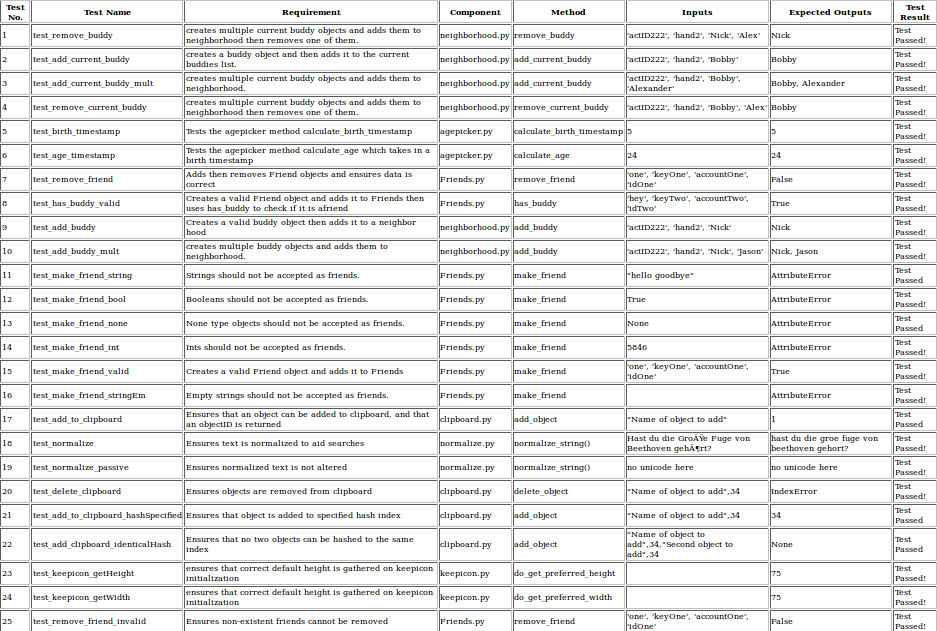 Test No. Test Name Requirement Component Method Inputs Expected Outputs Test Result
1 test_remove_buddy creates multiple current buddy objects and adds them to neighborhood then removes one of them. neighborhood.py remove_buddy 'actID222', 'hand2', 'Nick', 'Alex' Nick Test Passed!
2 test_add_current_buddy creates a buddy object and then adds it to the current buddies list. neighborhood.py add_current_buddy 'actID222', 'hand', 'Bobby' Bobby Test Passed!
3 test_add_current_buddy_mult creates multiple current buddy objects and adds them to neighborhood. neighborhood.py add_current_buddy 'actID222', 'hand2', 'Bobby', 'Alexander' Bobby, Alexander Test Passed!
4 test_remove_current_buddy creates multiple current buddy objects and adds them to neighborhood then removes one of them. neighborhood.py remove_current_buddy 'actID222', 'hand2', 'Bobby', 'Alex' Bobby Test Passed!
5 test_birth_timestamp Tests the agepicker method calculate_birth_timestamp agepicker.py calculate_birth_timestamp 5 5 Test Passed!
6 test_age_timestamp Tests the agepicker method calculate_age which takes in a birth timestamp agepicker.py calculate_age 24 24 Test Passed!
7 test_remove_friend Adds then removes Friend objects and ensures data is correct Friends.py remove_friend 'one', 'keyOne', 'accountOne', 'idOne' False Test Passed!
8 test_has_buddy_valid Creates a valid Friend object and adds it to Friends then uses has_buddy to check if it is afriend Friends.py has_buddy 'hey', 'keyTwo', 'accountTwo', 'idTwo' True Test Passed!
9 test_add_buddy Creates a valid buddy object then adds it to a neighbor hood neighborhood.py add_buddy 'actID222', 'hand', 'Nick' Nick Test Passed!
10 test_add_buddy_mult creates multiple buddy objects and adds them to neighborhood. neighborhood.py add_buddy 'actID222', 'hand', 'Nick', 'Jason' Nick, Jason Test Passed!
11 test_make_friend_string Strings should not be accepted as friends. Friends.py make_friend "hello goodbye" AttributeError Test Passed
12 test_make_friend_bool Booleans should not be accepted as friends. Friends.py make_friend True AttributeError Test Passed!
13 test_make_friend_none None type objects should not be accepted as friends. Friends.py make_friend None AttributeError Test Passed
14 test_make_friend_int Ints should not be accepted as friends. Friends.py make_friend 5846 AttributeError Test Passed
15 test_make_friend_valid Creates a valid Friend object and adds it to Friends Friends.py make_friend 'one', 'keyOne', 'accountOne', 'idOne' True Test Passed!
16 test_make_friend_stringEm Empty strings should not be accepted as friends. Friends.py make_friend AttributeError Test Passed
17 test_add_to_clipboard Ensures that an object can be added to clipboard, and that an objectID is returned clipboard.py add_object "Name of object to add" 1 Test Passed
18 test_normalize Ensures text is normalized to aid searches normalize.py normalize_string() Hast du die GroÃŸe Fuge von Beethoven gehÃ¶rt? hast du die groe fuge von beethoven gehort? Test Passed!
19 test_normalize_passive Ensures normalized text is not altered normalize.py normalize_string() no unicode here no unicode here Test Passed!
20 test_delete_clipboard Ensures objects are removed from clipboard clipboard.py delete_object "Name of object to add",34 IndexError Test Passed!
21 test_add_to_clipboard_hashSpecified Ensures that object is added to specified hash index clipboard.py add_object "Name of object to add",34 34 Test Passed
22 test_add_clipboard_identicalHash Ensures that no two objects can be hashed to the same index clipboard.py add_object "Name of object to add",34,"Second object to add",34 None Test Passed
23 test_keepicon_getHeight ensures that correct default height is gathered on keepicon initialization keepicon.py do_get_preferred_height 75 Test Passed!
24 test_keepicon_getWidth ensures that correct default height is gathered on keepicon initialization keepicon.py do_get_preferred_width 75 Test Passed!
25 test_remove_friend_invalid Ensures non-existent friends cannot be removed Friends.py remove_friend 'one', 'keyOne', 'accountOne', 'idOne' False Test Passed!